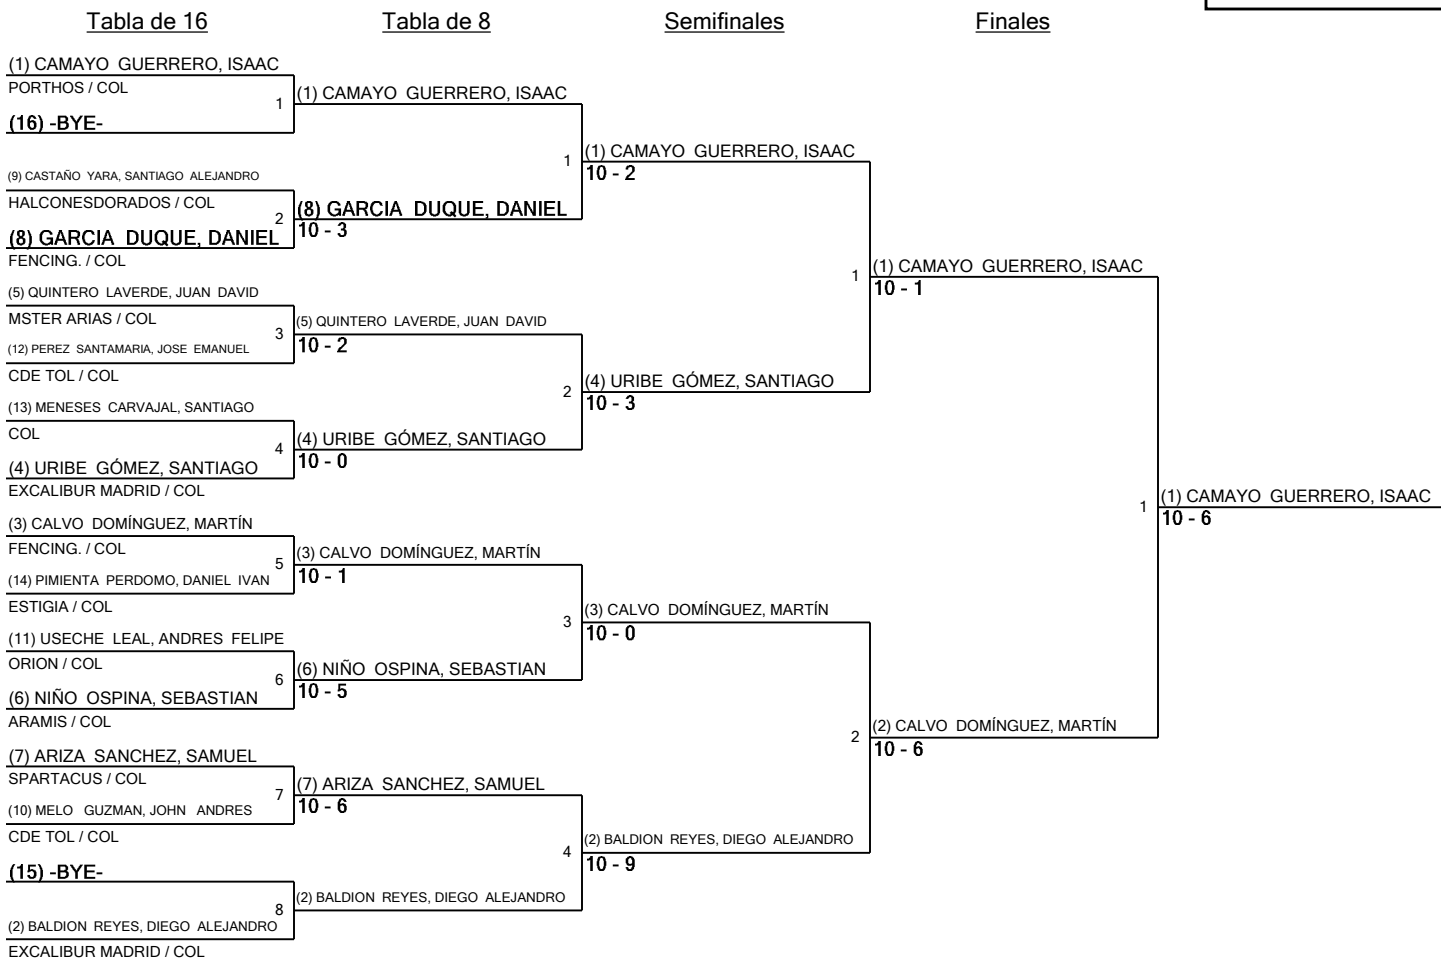 Tabla de 16
Tabla de 8
Semifinales
Finales
(1) CAMAYO GUERRERO, ISAAC
PORTHOS / COL
1
(16) -BYE-
(9) CASTAÑO YARA, SANTIAGO ALEJANDRO
HALCONESDORADOS / COL
2
(8) GARCIA DUQUE, DANIEL
FENCING. / COL
(5) QUINTERO LAVERDE, JUAN DAVID
MSTER ARIAS / COL
3
(12) PEREZ SANTAMARIA, JOSE EMANUEL
CDE TOL / COL
(13) MENESES CARVAJAL, SANTIAGO
COL
4
(4) URIBE GÓMEZ, SANTIAGO
EXCALIBUR MADRID / COL
(3) CALVO DOMÍNGUEZ, MARTÍN
FENCING. / COL
5
(14) PIMIENTA PERDOMO, DANIEL IVAN
ESTIGIA / COL
(11) USECHE LEAL, ANDRES FELIPE
ORION / COL
6
(6) NIÑO OSPINA, SEBASTIAN
ARAMIS / COL
(7) ARIZA SANCHEZ, SAMUEL
SPARTACUS / COL
7
(10) MELO GUZMAN, JOHN ANDRES
CDE TOL / COL
(15) -BYE-
8
(2) BALDION REYES, DIEGO ALEJANDRO
EXCALIBUR MADRID / COL
(1) CAMAYO GUERRERO, ISAAC
1
(8) GARCIA DUQUE, DANIEL
10 - 3
(5) QUINTERO LAVERDE, JUAN DAVID
10 - 2
2
(4) URIBE GÓMEZ, SANTIAGO
10 - 0
(3) CALVO DOMÍNGUEZ, MARTÍN
10 - 1
3
(6) NIÑO OSPINA, SEBASTIAN
10 - 5
(7) ARIZA SANCHEZ, SAMUEL
10 - 6
4
(2) BALDION REYES, DIEGO ALEJANDRO
(1) CAMAYO GUERRERO, ISAAC
10 - 2
1
(4) URIBE GÓMEZ, SANTIAGO
10 - 3
(3) CALVO DOMÍNGUEZ, MARTÍN
10 - 0
2
(2) BALDION REYES, DIEGO ALEJANDRO
10 - 9
(1) CAMAYO GUERRERO, ISAAC
10 - 1
1
(2) CALVO DOMÍNGUEZ, MARTÍN
10 - 6
(1) CAMAYO GUERRERO, ISAAC
10 - 6